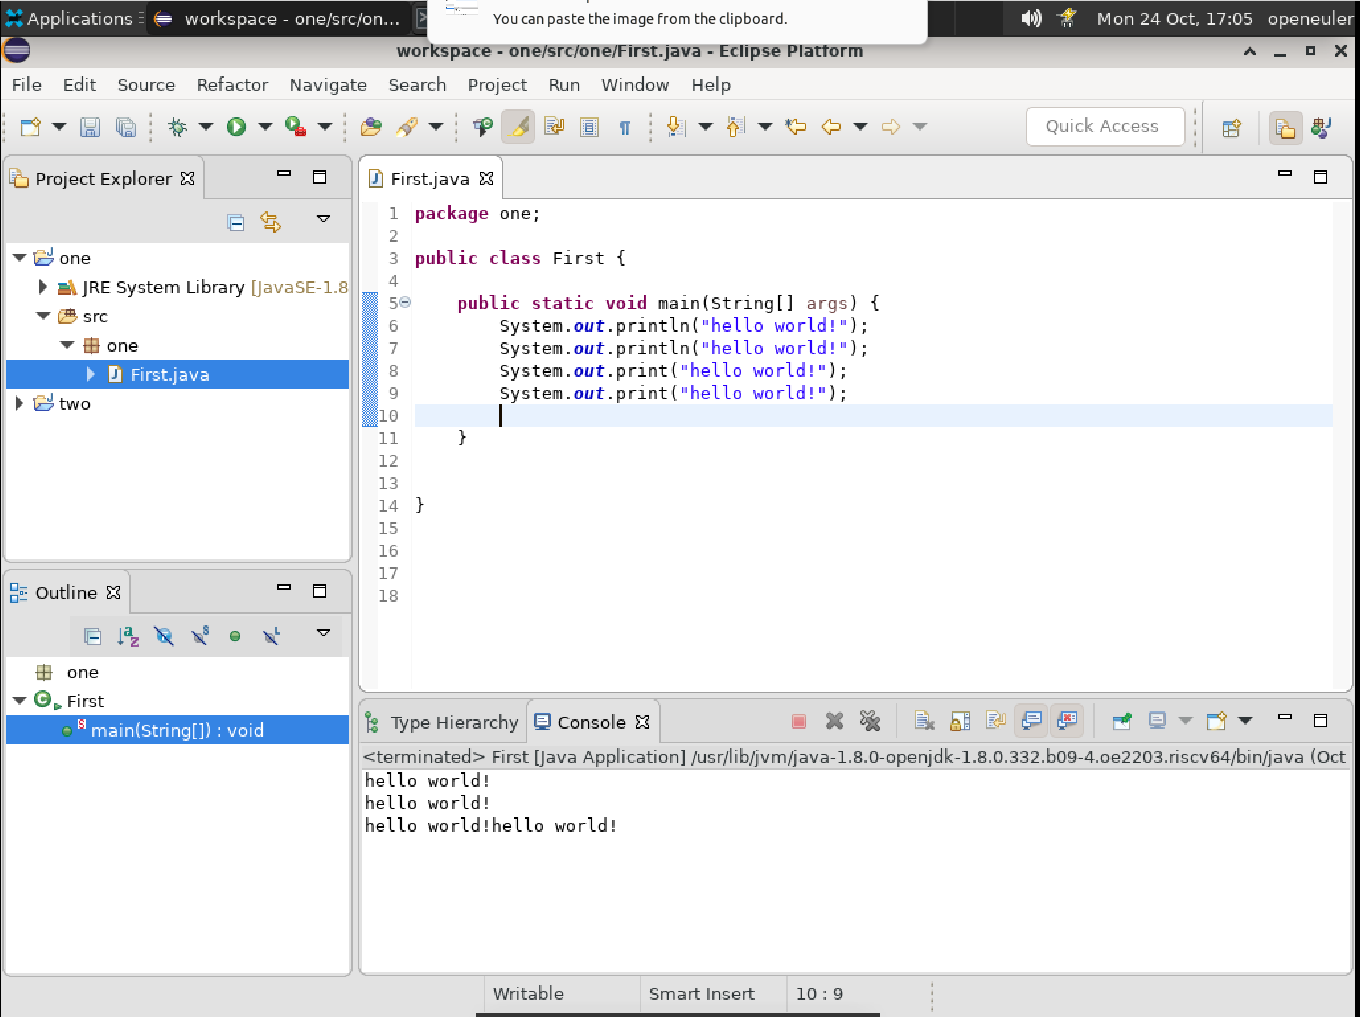 Applications
workspace - one/src/on...
You can paste the image from the clipboard.
Mon 24 Oct, 17:05
openeuler
workspace - one/src/one/First.java - Eclipse Platform
File Edit Source Refactor Navigate Search Project Run Window Help
Quick Access
Project Explorer
one
JRE System Library [JavaSE-1.8
src
one
First.java
two
First.java
1 package one;
2
3 public class First {
4
5 public static void main(String[] args) {
6 System.out.println("hello world!");
7 System.out.println("hello world!");
8 System.out.print("hello world!");
9 System.out.print("hello world!");
10
11 }
12
13
14 }
15
16
17
18
Outline
one
First
main(String[]) : void
Type Hierarchy
Console
<terminated> First [Java Application] /usr/lib/jvm/java-1.8.0-openjdk-1.8.0.332.b09-4.oe2203.riscv64/bin/java (Oct
hello world!
hello world!
hello world!hello world!
Writable
Smart Insert
10 : 9